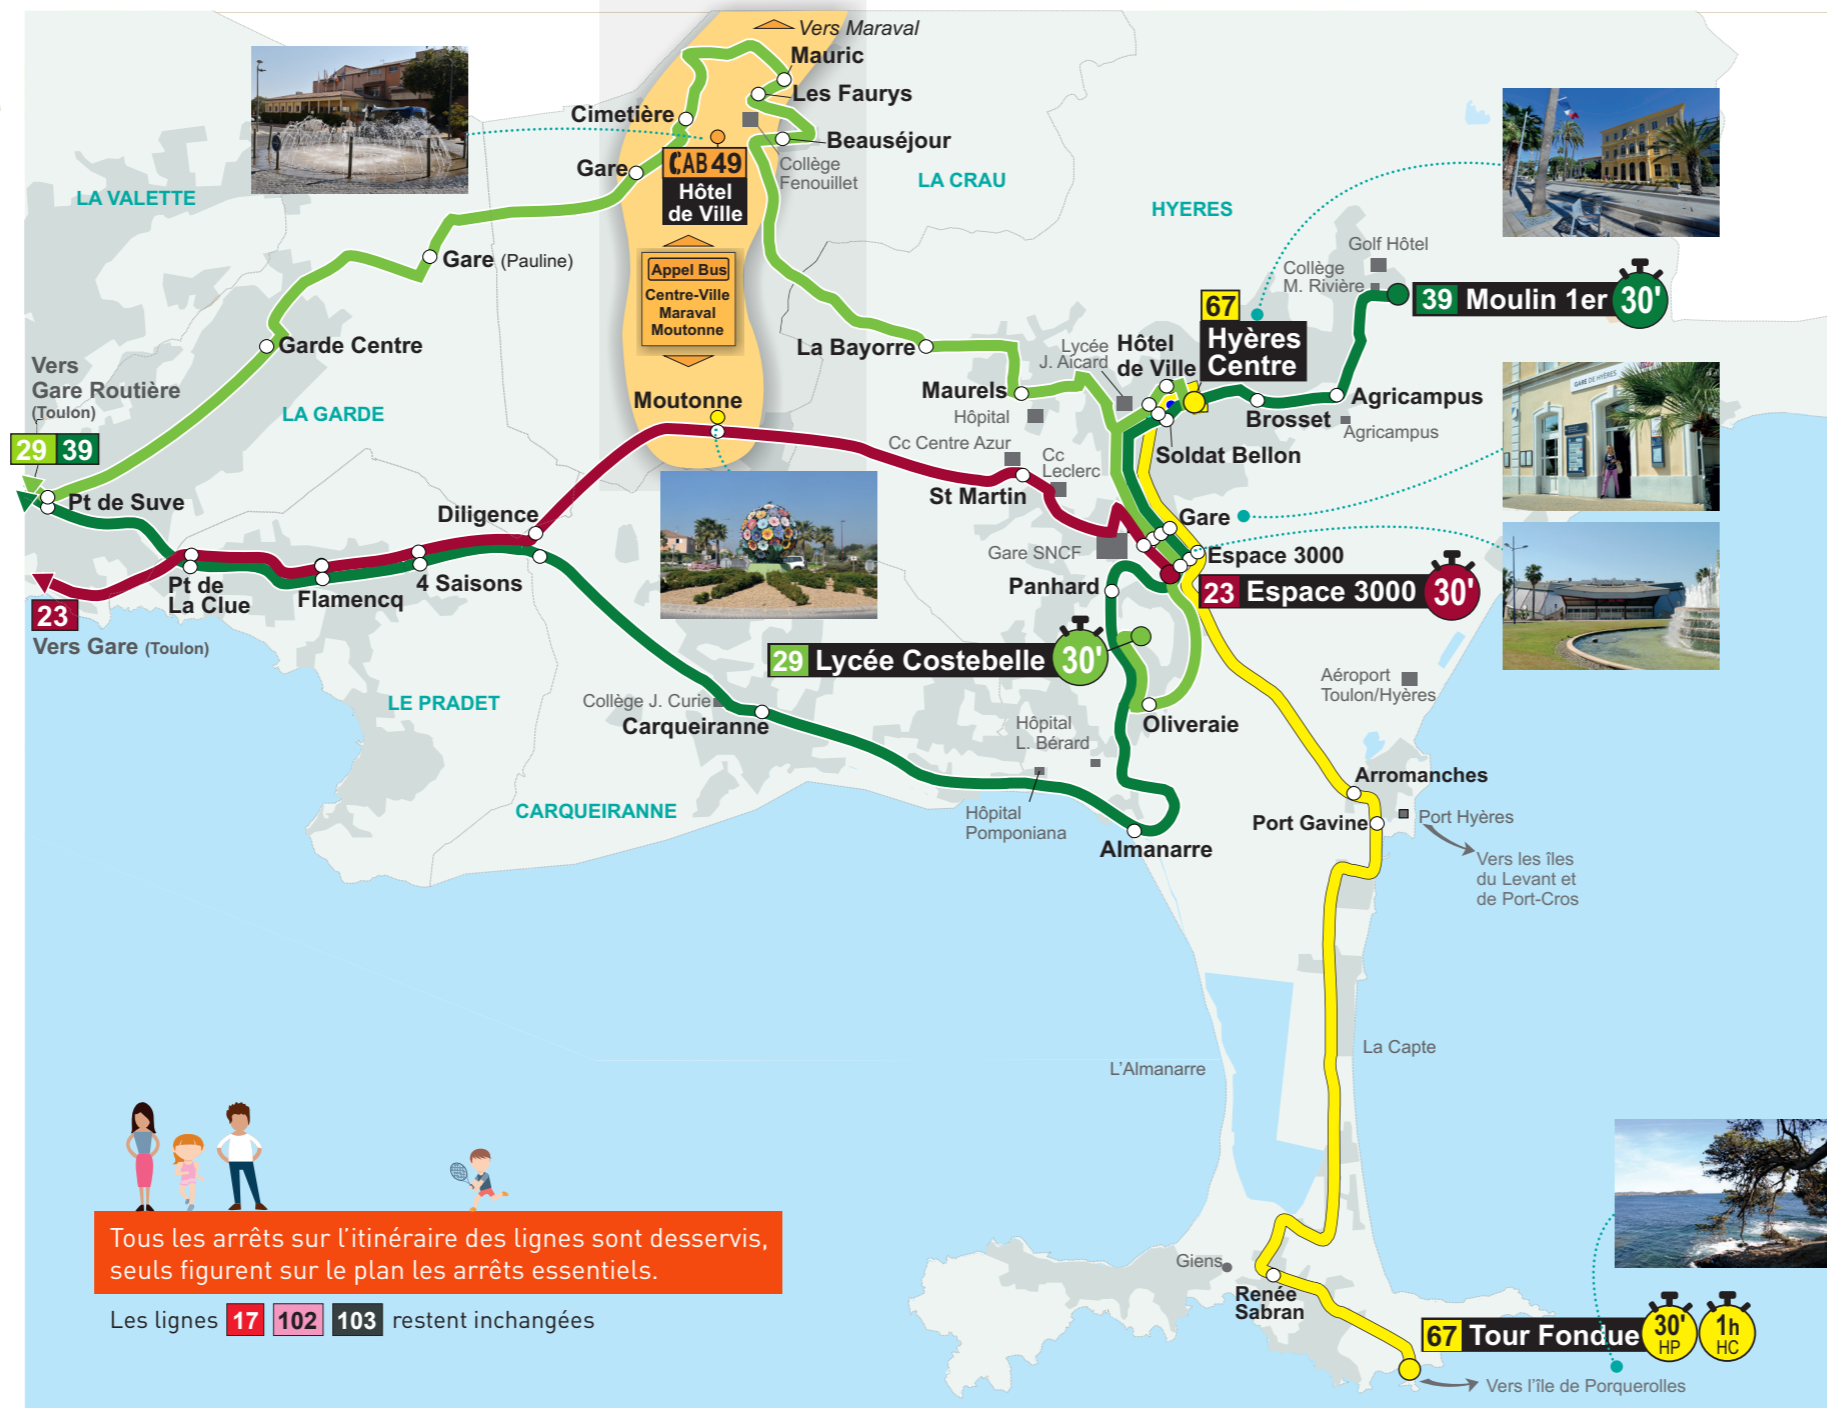 Vers Maraval
Mauric
Les Faurys
Cimetière
Beauséjour
Gare
CAB 49
Hôtel
de Ville
Collège
Fenouillet
LA CRAU
LA VALETTE
HYERES
Golf Hôtel
Collège
M. Rivière
39 Moulin 1er 30'
Gare (Pauline)
Appel Bus
Centre-Ville
Maraval
Moutonne
67
Hyères
Centre
Garde Centre
La Bayorre
Lycée
J. Aicard
Hôtel
de Ville
Vers
Gare Routière
(Toulon)
29 39
LA GARDE
Moutonne
Maurels
Hôpital
Brosset
Agricampus
Agricampus
Cc Centre Azur
Cc
Leclerc
Soldat Bellon
GARE DE HYÈRES
St Martin
Pt de Suve
Diligence
Gare
Gare SNCF
Espace 3000
Pt de
La Clue
Flamencq
4 Saisons
Panhard
23 Espace 3000 30'
23
Vers Gare (Toulon)
29 Lycée Costebelle 30'
Aéroport
Toulon/Hyères
LE PRADET
Collège J. Curie
Carqueiranne
Hôpital
L. Bérard
Oliveraie
CARQUEIRANNE
Hôpital
Pomponiana
Almanarre
Arromanches
Port Gavine
Port Hyères
Vers les îles
du Levant et
de Port-Cros
La Capte
L'Almanarre
Tous les arrêts sur l'itinéraire des lignes sont desservis,
seuls figurent sur le plan les arrêts essentiels.
Les lignes 17 102 103 restent inchangées
Giens
Renée
Sabran
67 Tour Fondue 30' HP 1h HC
Vers l'île de Porquerolles